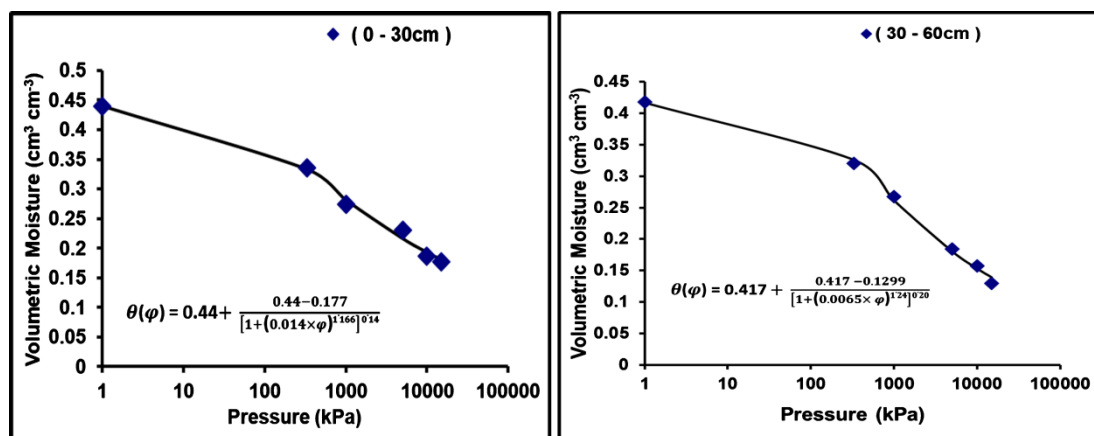 ( 0 - 30cm )
Volumetric Moisture (cm³ cm⁻³)
0.5
0.45
0.4
0.35
0.3
0.25
0.2
0.15
0.1
0.05
0
θ(φ) = 0.44+ 0.44−0.177 / [1+(0.014×φ)^1.166]^0.14
1 10 100 1000 10000 100000
Pressure (kPa)
( 30 - 60cm )
Volumetric Moisture (cm³ cm⁻³)
0.45
0.4
0.35
0.3
0.25
0.2
0.15
0.1
0.05
0
θ(φ) = 0.417 + 0.417 −0.1299 / [1+(0.0065× φ)^1.24]^0.20
1 10 100 1000 10000 100000
Pressure (kPa)